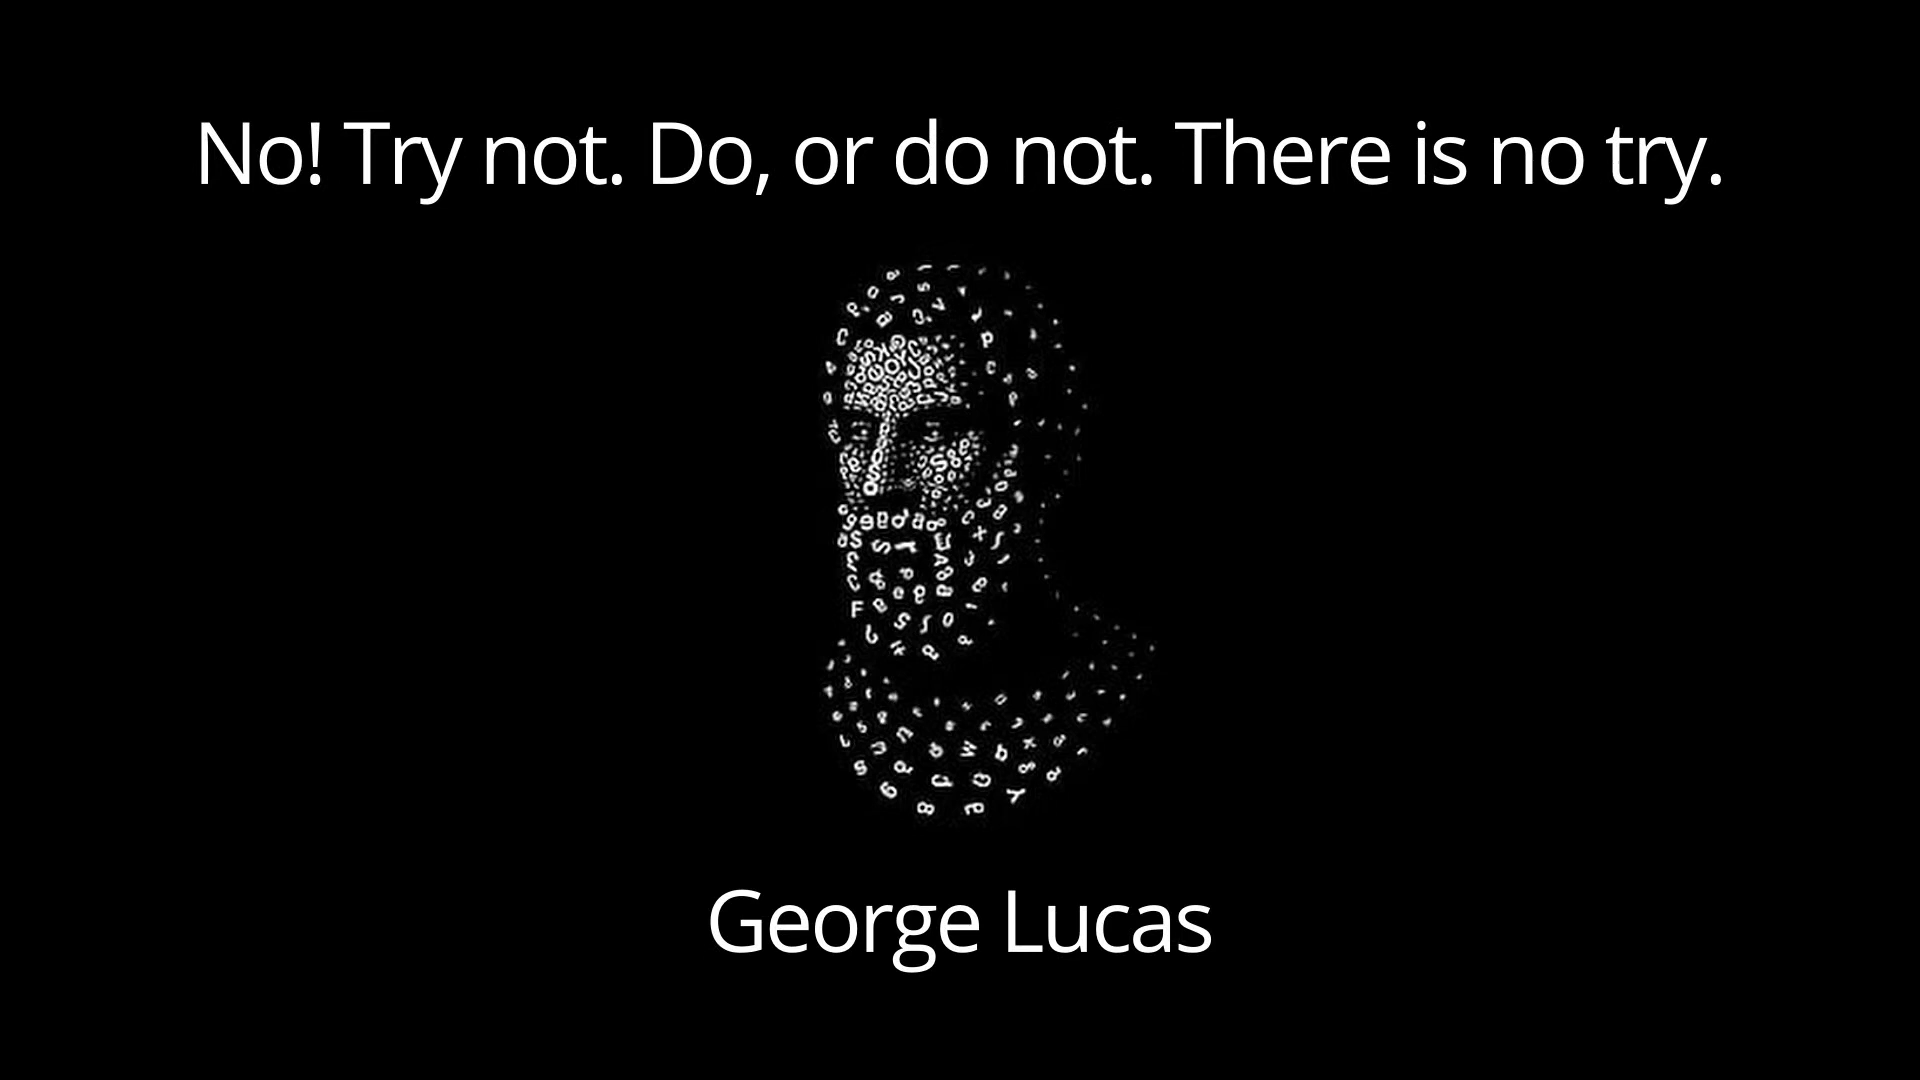 No! Try not. Do, or do not. There is no try.
George Lucas